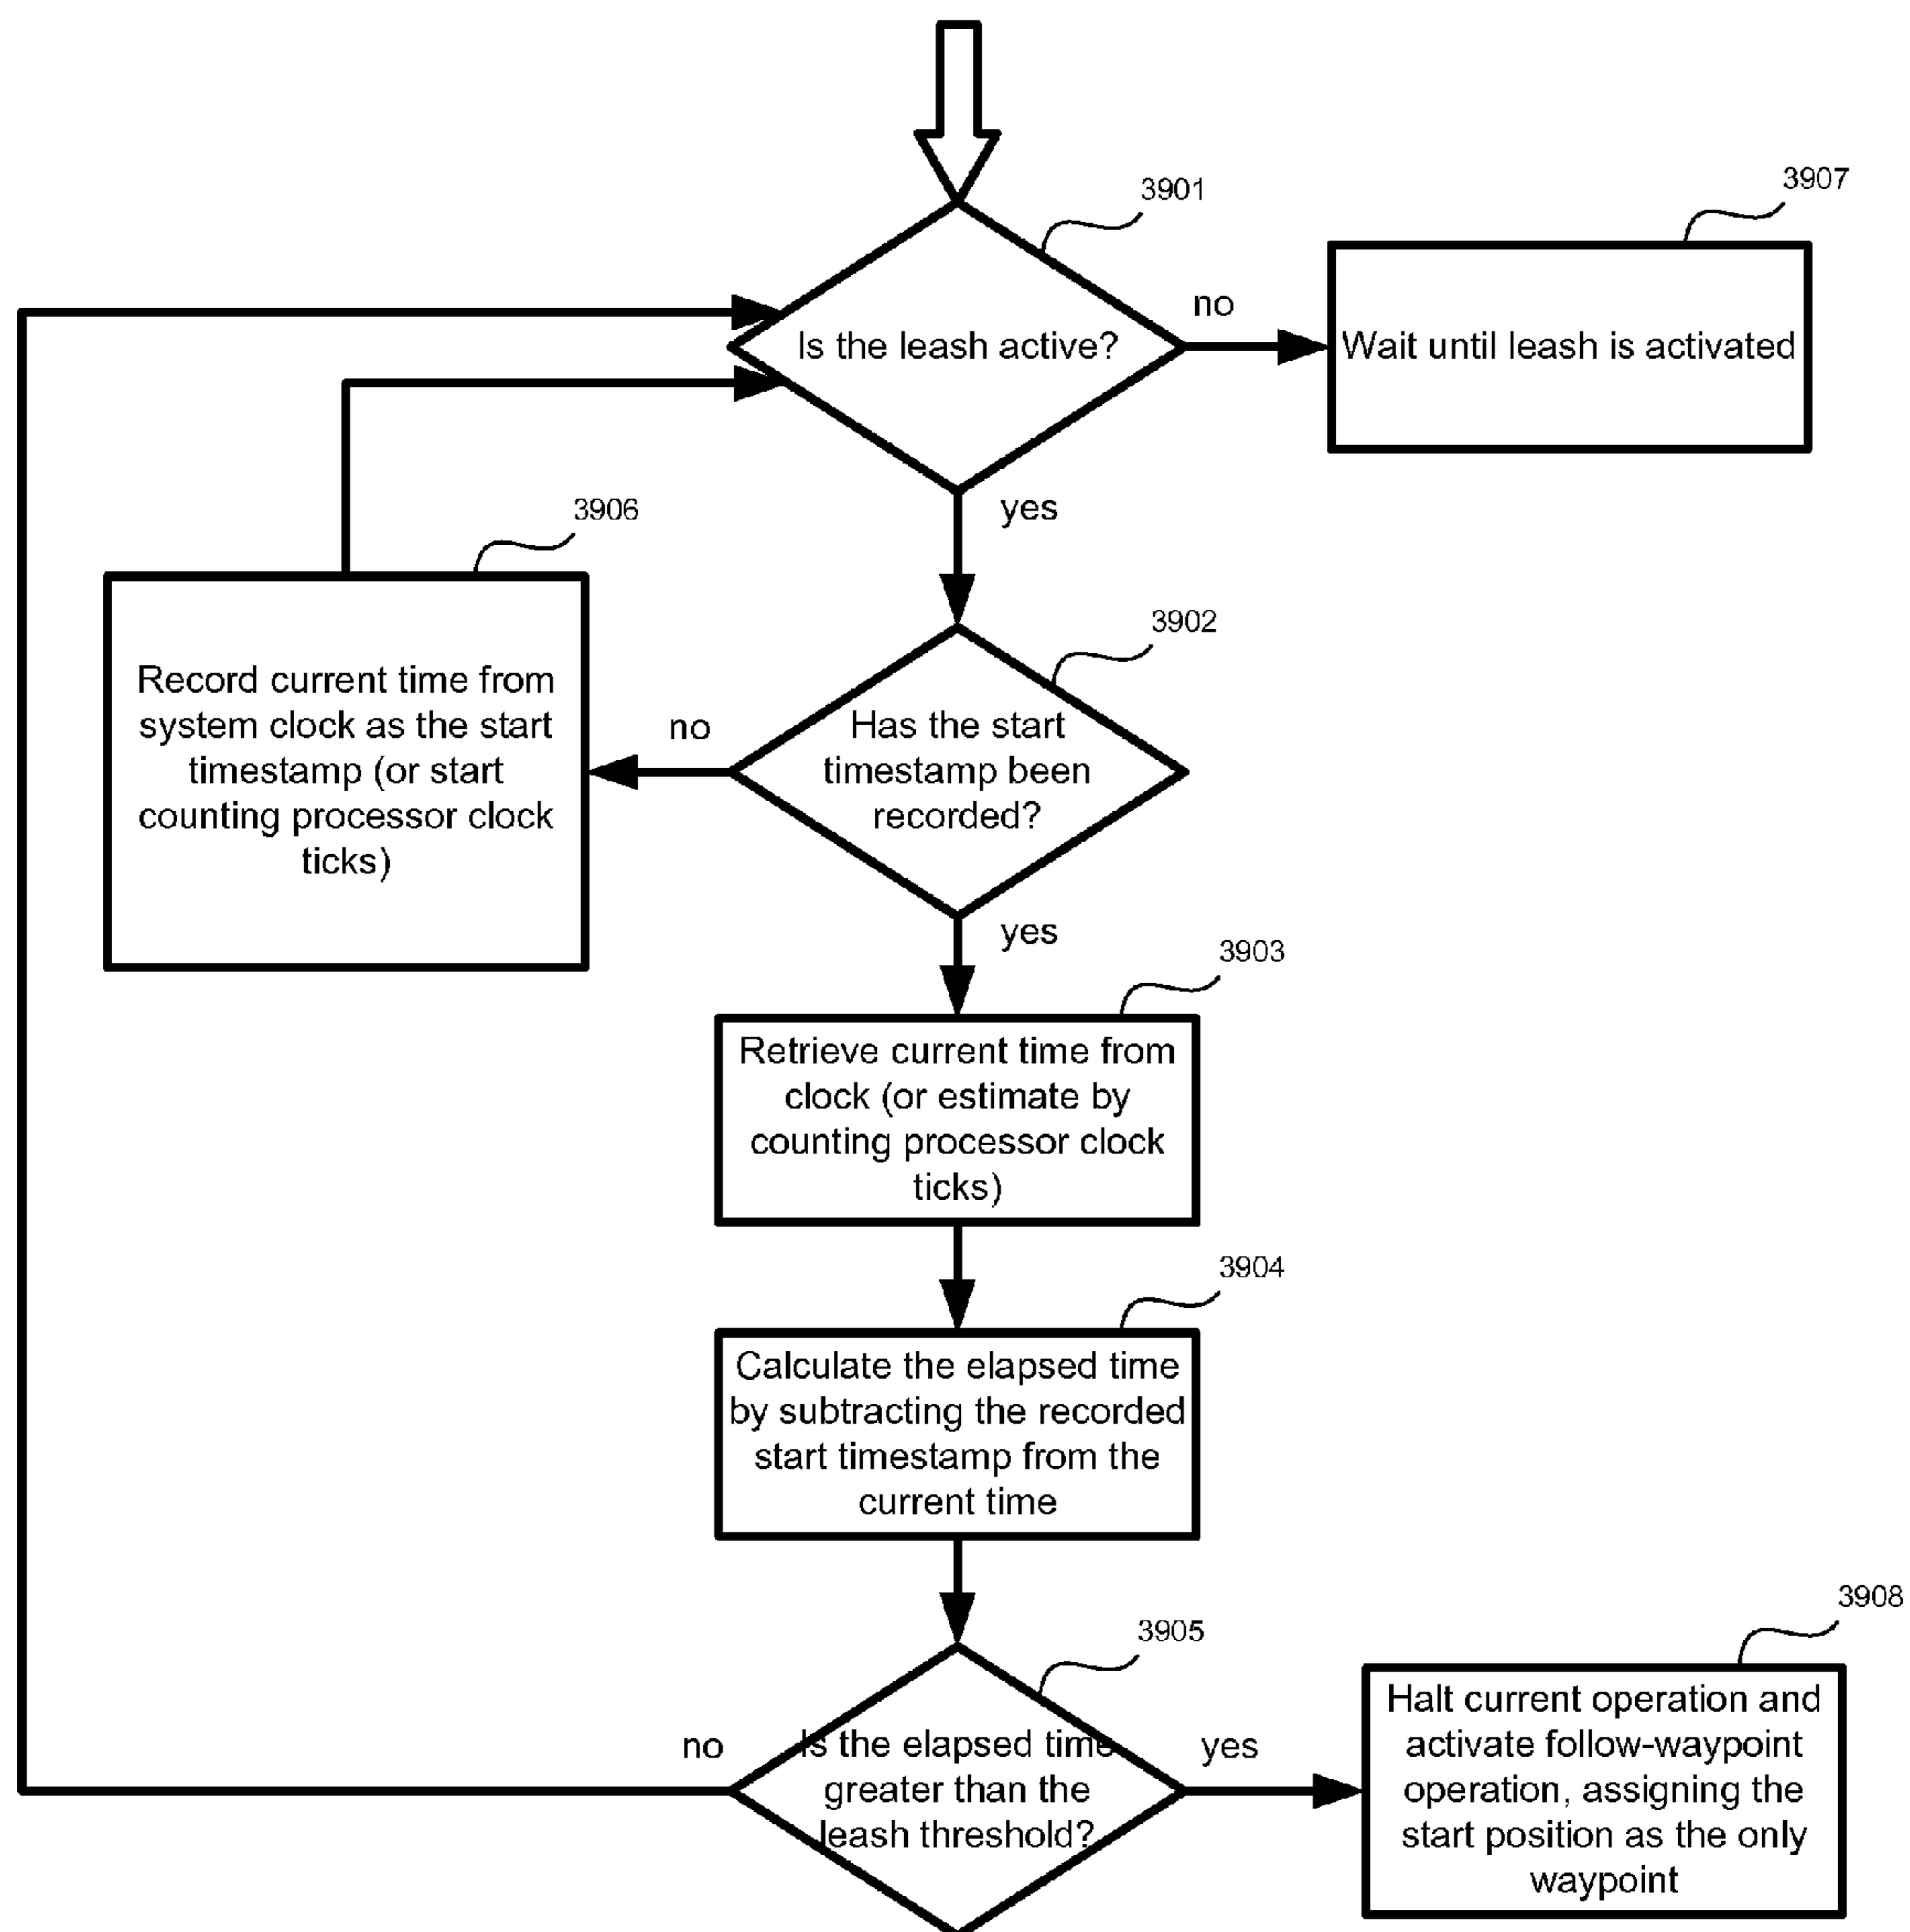 3901
3907
no
Is the leash active?
Wait until leash is activated
yes
3906
3902
Record current time from
system clock as the start
timestamp (or start
counting processor clock
ticks)
no
Has the start
timestamp been
recorded?
yes
3903
Retrieve current time from
clock (or estimate by
counting processor clock
ticks)
3904
Calculate the elapsed time
by subtracting the recorded
start timestamp from the
current time
3905
3908
no
Is the elapsed time
greater than the
leash threshold?
yes
Halt current operation and
activate follow-waypoint
operation, assigning the
start position as the only
waypoint